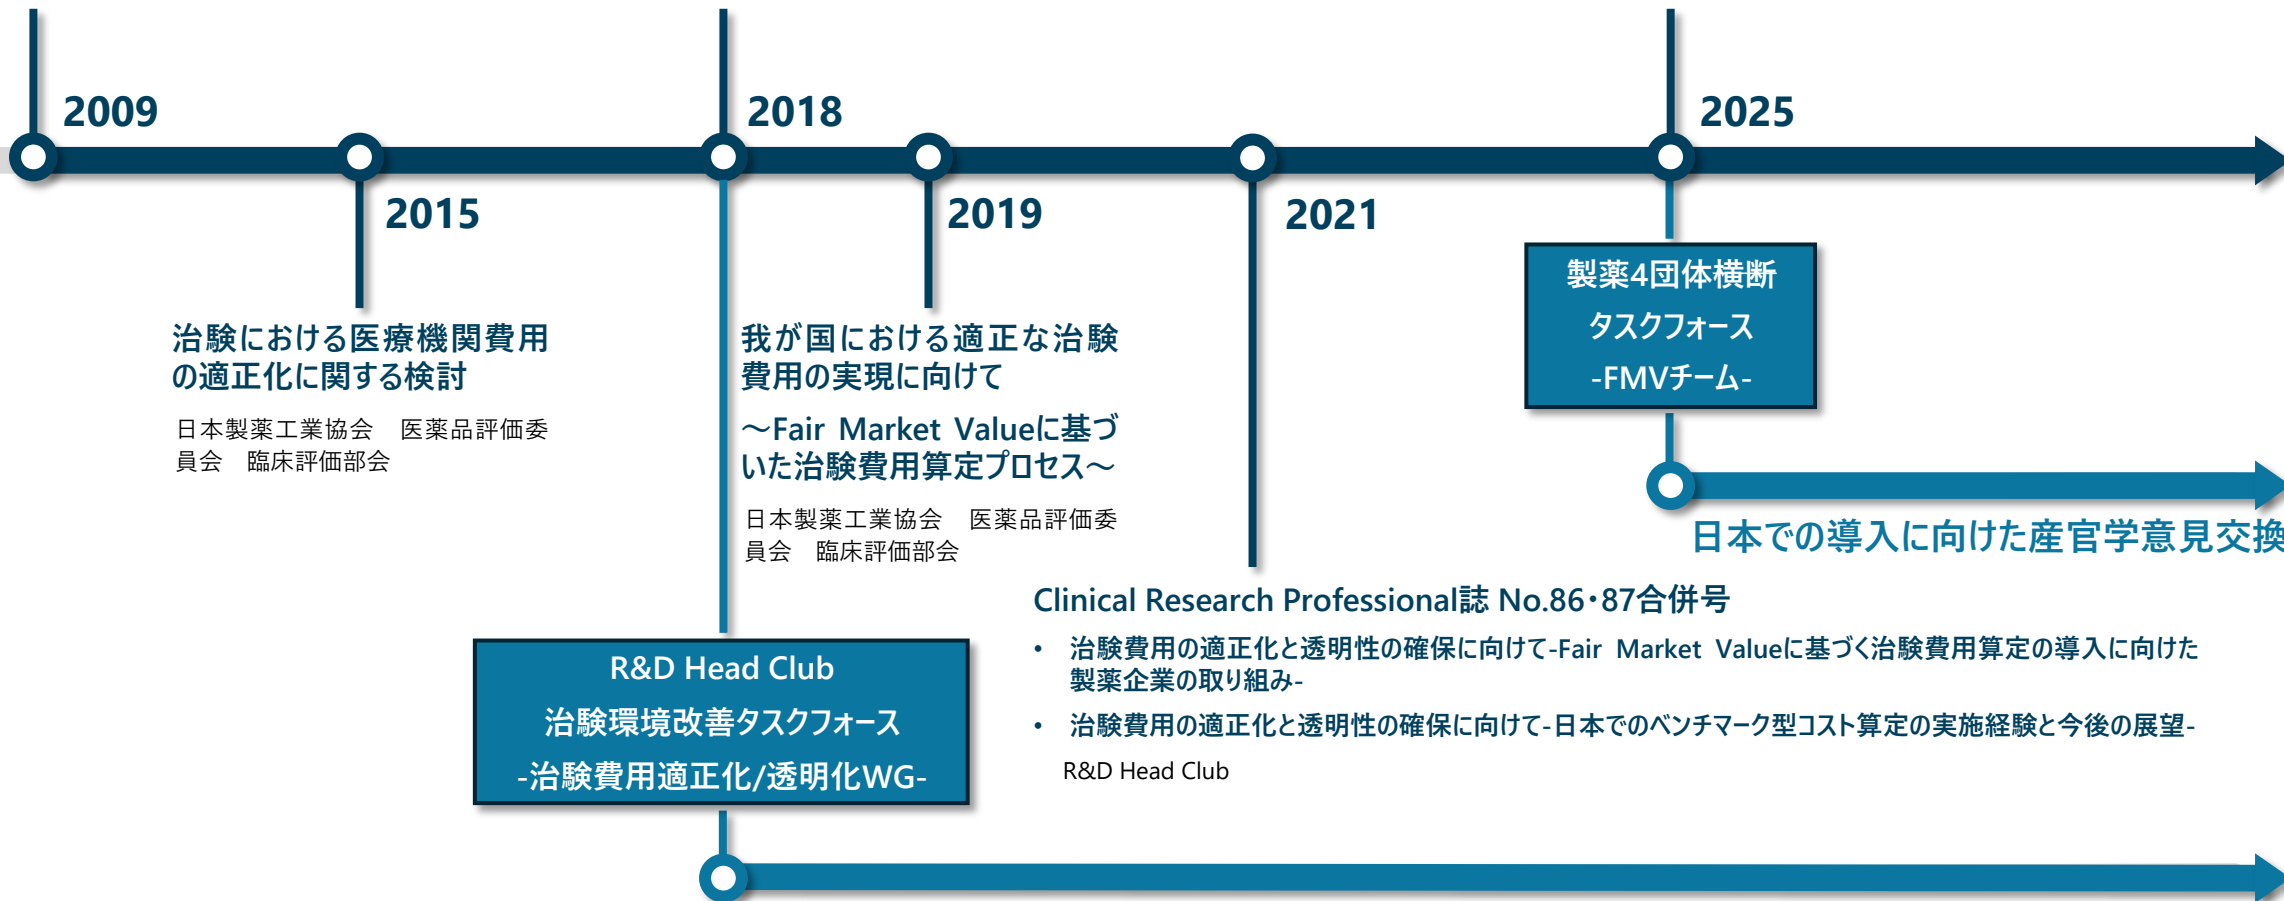 2009
2018
2025
2015
2019
2021
治験における医療機関費用
の適正化に関する検討
日本製薬工業協会　医薬品評価委
員会　臨床評価部会
我が国における適正な治験
費用の実現に向けて
～Fair Market Valueに基づ
いた治験費用算定プロセス～
日本製薬工業協会　医薬品評価委
員会　臨床評価部会
製薬4団体横断
タスクフォース
-FMVチーム-
日本での導入に向けた産官学意見交換
Clinical Research Professional誌 No.86・87合併号
• 治験費用の適正化と透明性の確保に向けて-Fair Market Valueに基づく治験費用算定の導入に向けた
製薬企業の取り組み-
• 治験費用の適正化と透明性の確保に向けて-日本でのベンチマーク型コスト算定の実施経験と今後の展望-
R&D Head Club
R&D Head Club
治験環境改善タスクフォース
-治験費用適正化/透明化WG-